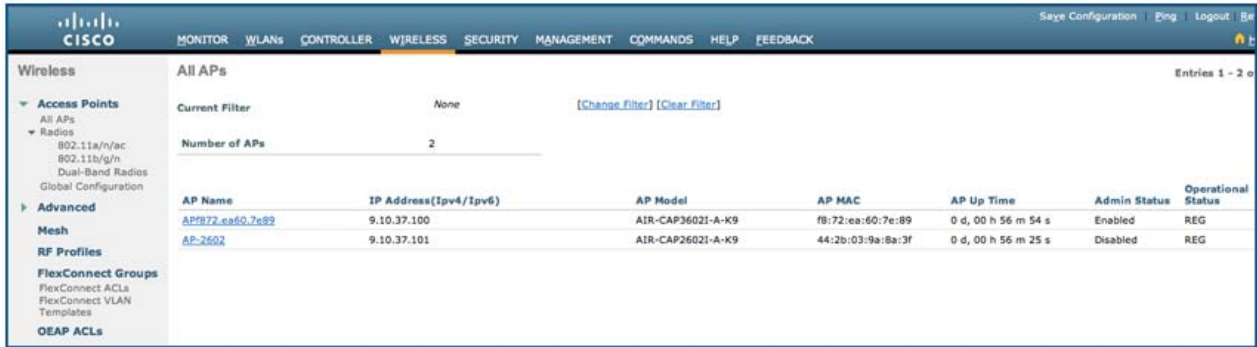 Save Configuration Ping Logout Re
CISCO
MONITOR WLANs CONTROLLER WIRELESS SECURITY MANAGEMENT COMMANDS HELP FEEDBACK
Wireless
Access Points
All APs
Radios
802.11a/n/ac
802.11b/g/n
Dual-Band Radios
Global Configuration
Advanced
Mesh
RF Profiles
FlexConnect Groups
FlexConnect ACLs
FlexConnect VLAN
Templates
OEAP ACLs
All APs
Entries 1 - 2 o
Current Filter None [Change Filter] [Clear Filter]
Number of APs 2
AP Name IP Address(Ipv4/Ipv6) AP Model AP MAC AP Up Time Admin Status Operational Status
APf872.ea60.7e89 9.10.37.100 AIR-CAP3602I-A-K9 f8:72:ea:60:7e:89 0 d, 00 h 56 m 54 s Enabled REG
AP-2602 9.10.37.101 AIR-CAP2602I-A-K9 44:2b:03:9a:8a:3f 0 d, 00 h 56 m 25 s Disabled REG